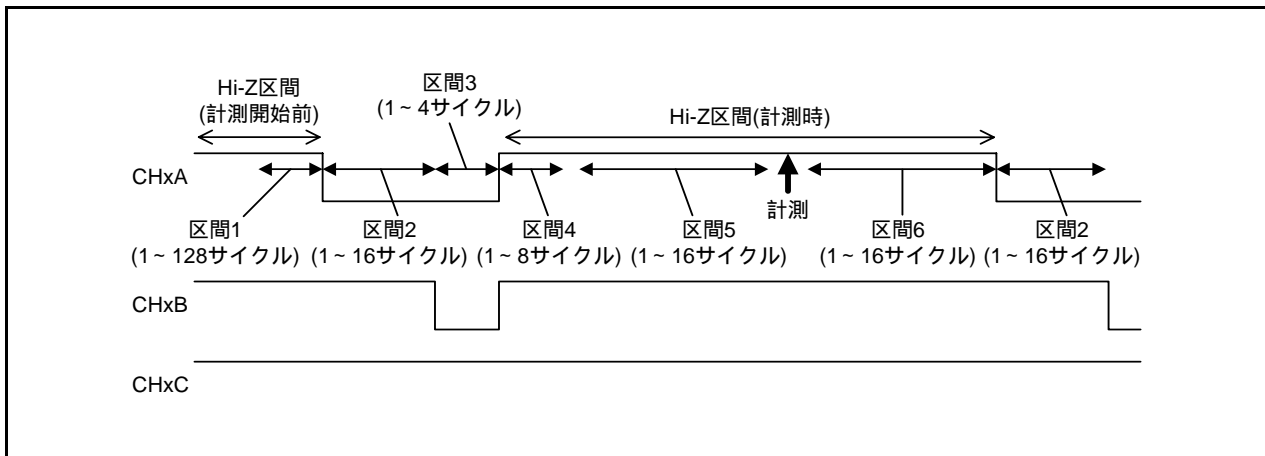 Hi-Z区間
(計測開始前)
区間3
(1~4サイクル)
Hi-Z区間(計測時)
CHxA
計測
区間1
(1~128サイクル)
区間2
(1~16サイクル)
区間4
(1~8サイクル)
区間5
(1~16サイクル)
区間6
(1~16サイクル)
区間2
(1~16サイクル)
CHxB
CHxC